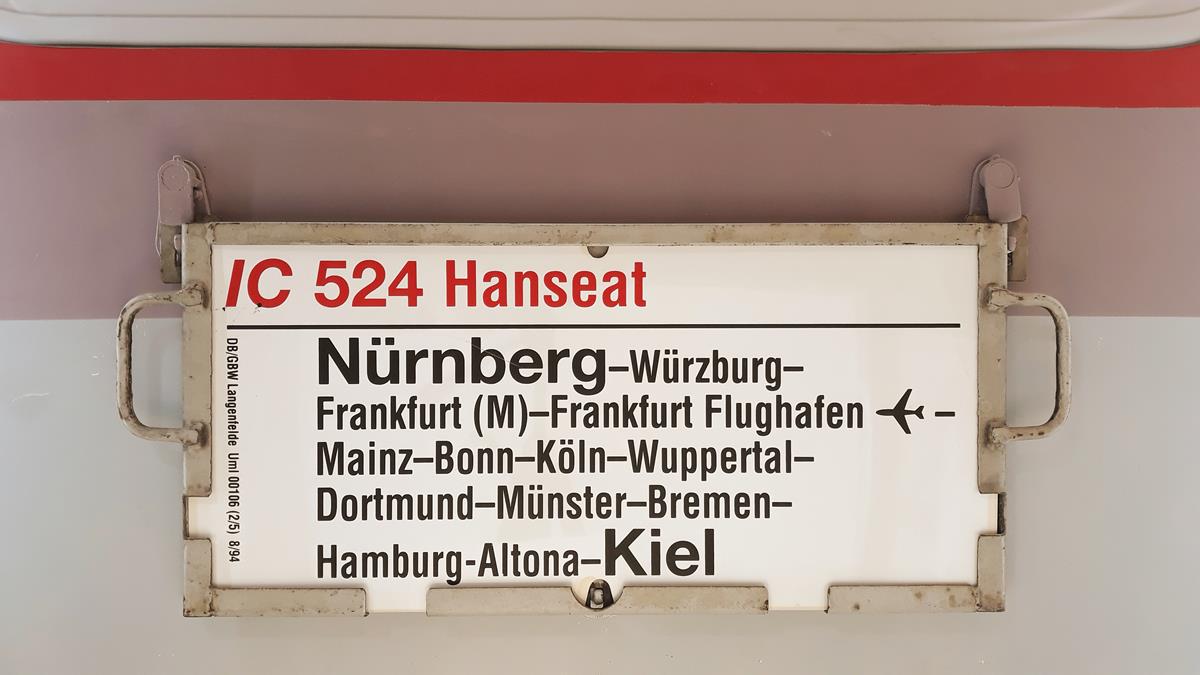 IC 524 Hanseat
Nürnberg–Würzburg–
Frankfurt (M)–Frankfurt Flughafen –
Mainz–Bonn–Köln–Wuppertal–
Dortmund–Münster–Bremen–
Hamburg-Altona–Kiel
DB/GBW Langenfelde Uml 00106 (2/5) 8/94